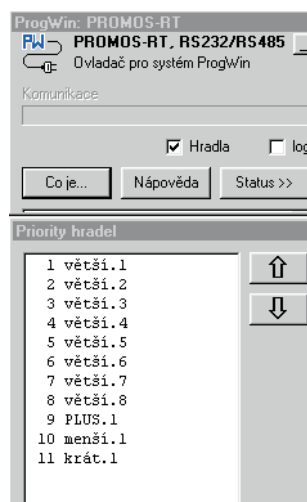 ProgWin: PROMOS-RT
PROMOS-RT, RS232/RS485
Ovladač pro systém ProgWin
Komunikace
Hradla log
Co je... Nápověda Status >>
Priority hradel
1 větší.1
2 větší.2
3 větší.3
4 větší.4
5 větší.5
6 větší.6
7 větší.7
8 větší.8
9 PLUS.1
10 menší.1
11 krát.1